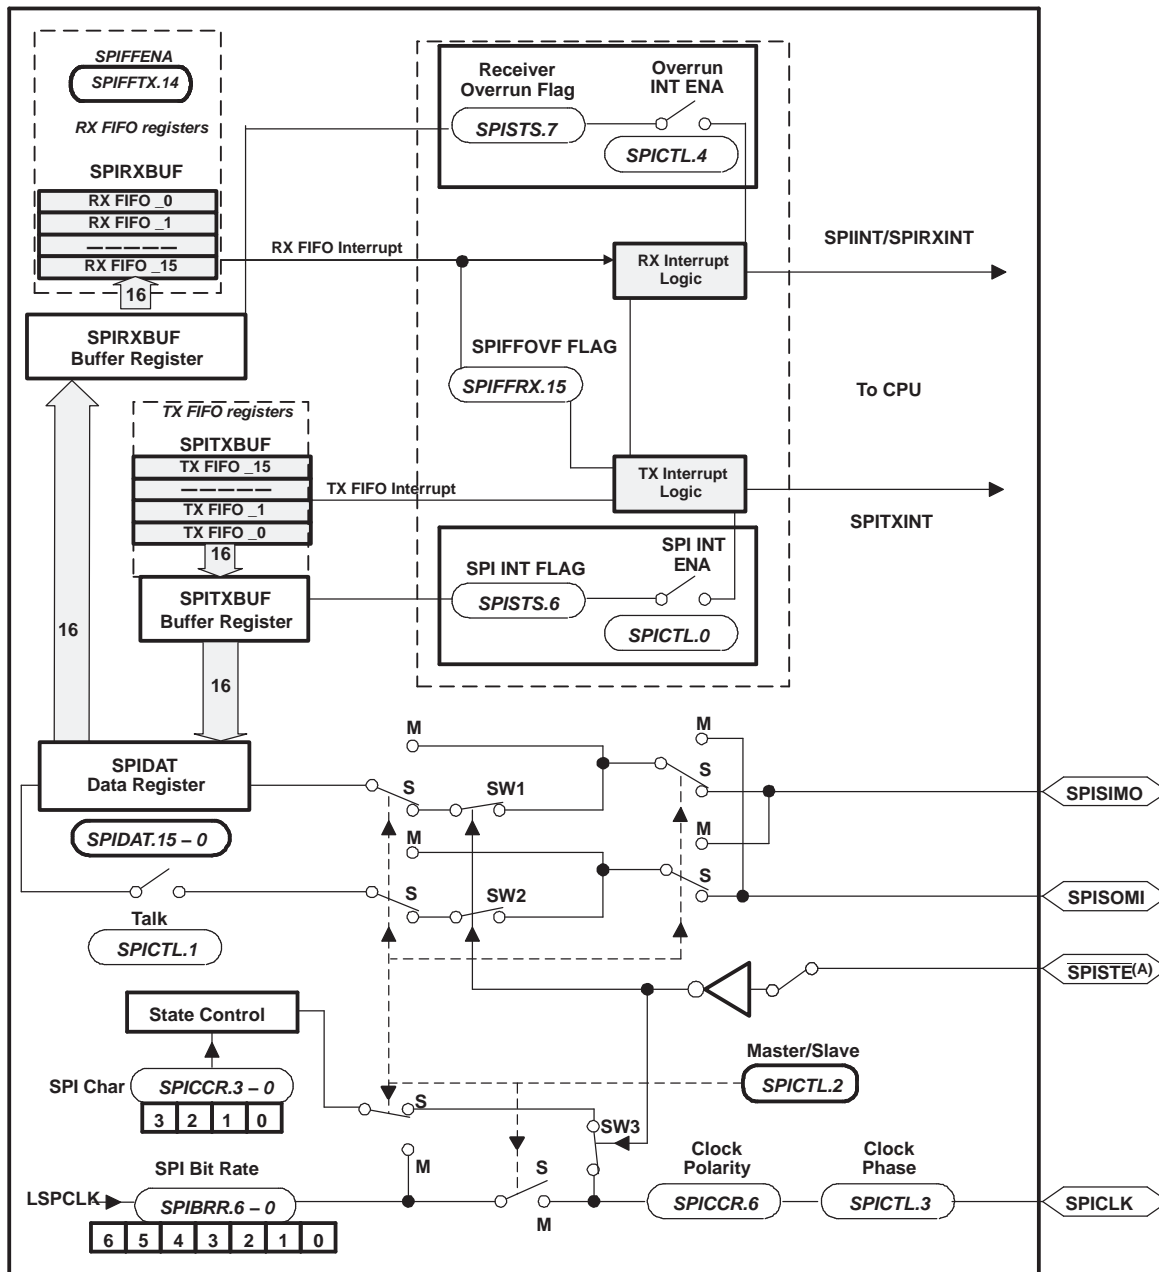 SPIFFENA
SPIFFTX.14
RX FIFO registers
SPIRXBUF
RX FIFO _0
RX FIFO _1
—————
RX FIFO _15
16
SPIRXBUF
Buffer Register
Receiver
Overrun Flag
SPISTS.7
Overrun
INT ENA
SPICTL.4
RX FIFO Interrupt
RX Interrupt
Logic
SPIINT/SPIRXINT
SPIFFOVF FLAG
SPIFFRX.15
To CPU
TX FIFO registers
SPITXBUF
TX FIFO _15
—————
TX FIFO _1
TX FIFO _0
16
TX FIFO Interrupt
TX Interrupt
Logic
SPITXINT
SPITXBUF
Buffer Register
SPI INT FLAG
SPISTS.6
SPI INT
ENA
SPICTL.0
16
16
SPIDAT
Data Register
SPIDAT.15 – 0
M
S
SW1
M
S
SPISIMO
M
S
SW2
M
S
SPISOMI
Talk
SPICTL.1
SPISTE(A)
State Control
Master/Slave
SPICTL.2
SPI Char
SPICCR.3 – 0
3 2 1 0
S
M
SW3
SPI Bit Rate
LSPCLK
SPIBRR.6 – 0
6 5 4 3 2 1 0
S
M
Clock
Polarity
SPICCR.6
Clock
Phase
SPICTL.3
SPICLK